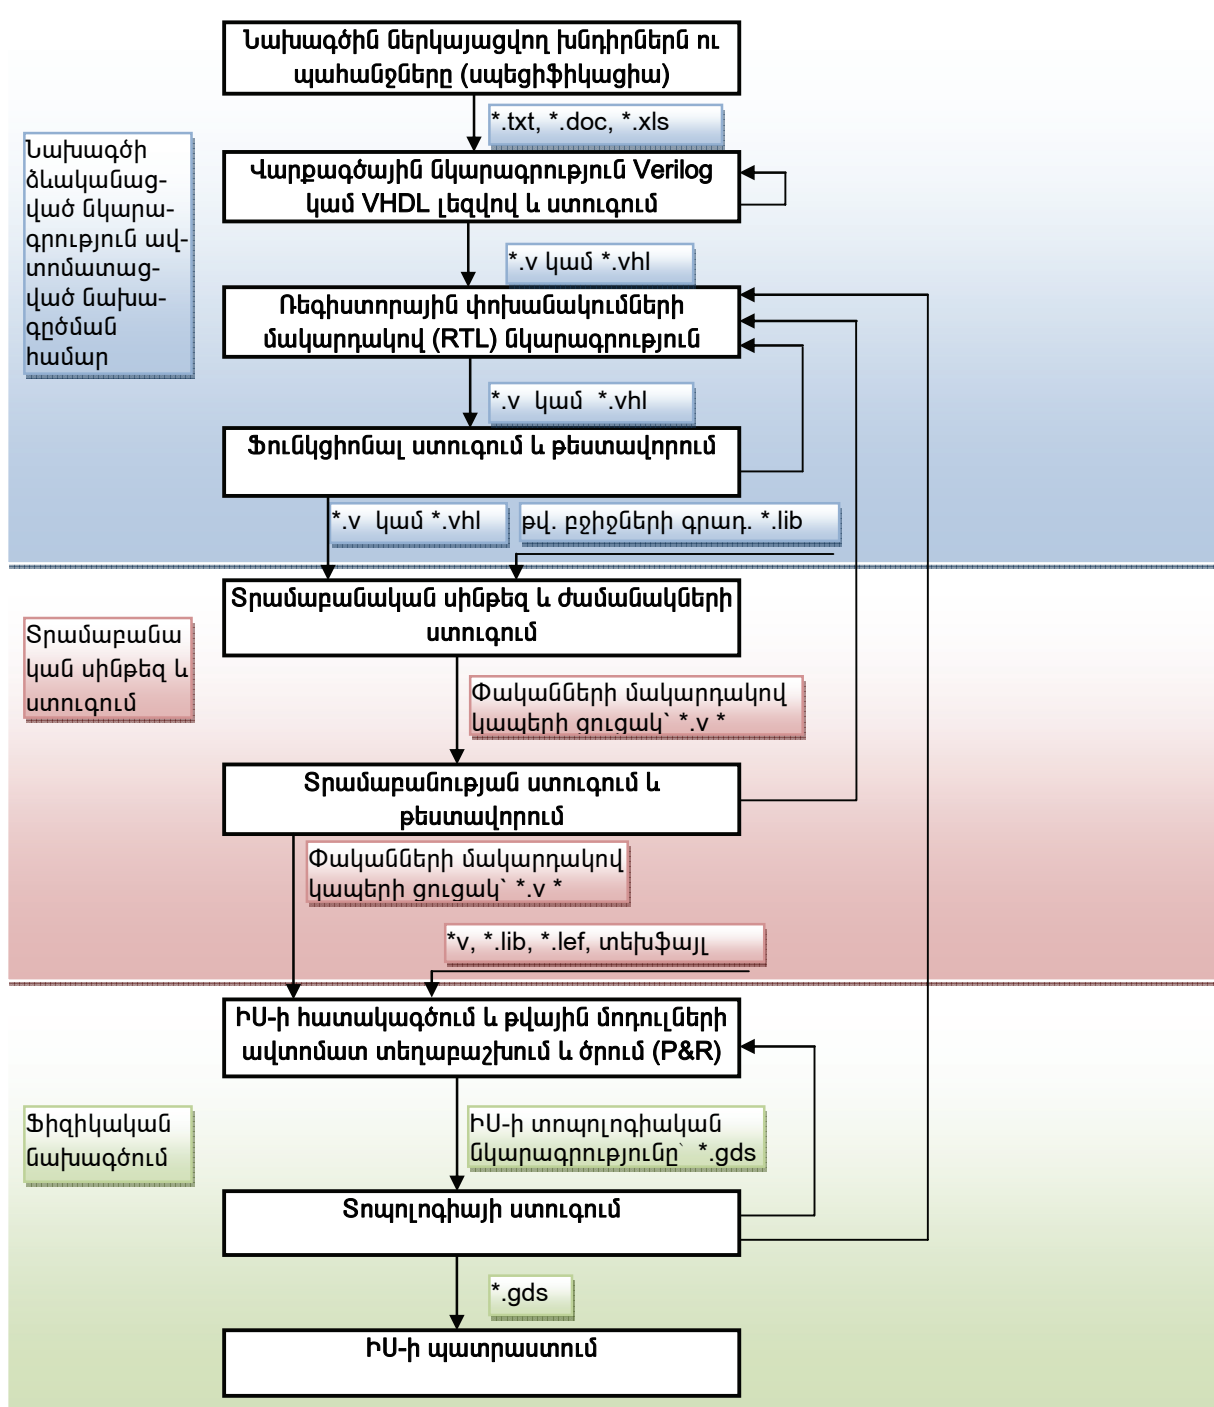 Նախագծին ներկայացվող խնդիրներն ու
պահանջները (սպեցիֆիկացիա)
*.txt, *.doc, *.xls
Նախագծի
ձևականաց-
ված նկարա-
գրություն ավ-
տոմատաց-
ված նախա-
գըծման
համար
Վարքագծային նկարագրություն Verilog
կամ VHDL լեզվով և ստուգում
*.v կամ *.vhl
Ռեգիստորային փոխանակումների
մակարդակով (RTL) նկարագրություն
*.v կամ *.vhl
Ֆունկցիոնալ ստուգում և թեստավորում
*.v կամ *.vhl
թվ. բջիջների գրադ. *.lib
Տրամաբանական սինթեզ և ժամանակների
ստուգում
Տրամաբանա
կան սինթեզ և
ստուգում
Փականների մակարդակով
կապերի ցուցակ` *.v *
Տրամաբանության ստուգում և
թեստավորում
Փականների մակարդակով
կապերի ցուցակ` *.v *
*v, *.lib, *.lef, տեխֆայլ
ԻՍ-ի հատակագծում և թվային մոդուլների
ավտոմատ տեղաբաշխում և ծրում (P&R)
Ֆիզիկական
նախագծում
ԻՍ-ի տոպոլոգիական
նկարագրությունը` *.gds
Տոպոլոգիայի ստուգում
*.gds
ԻՍ-ի պատրաստում